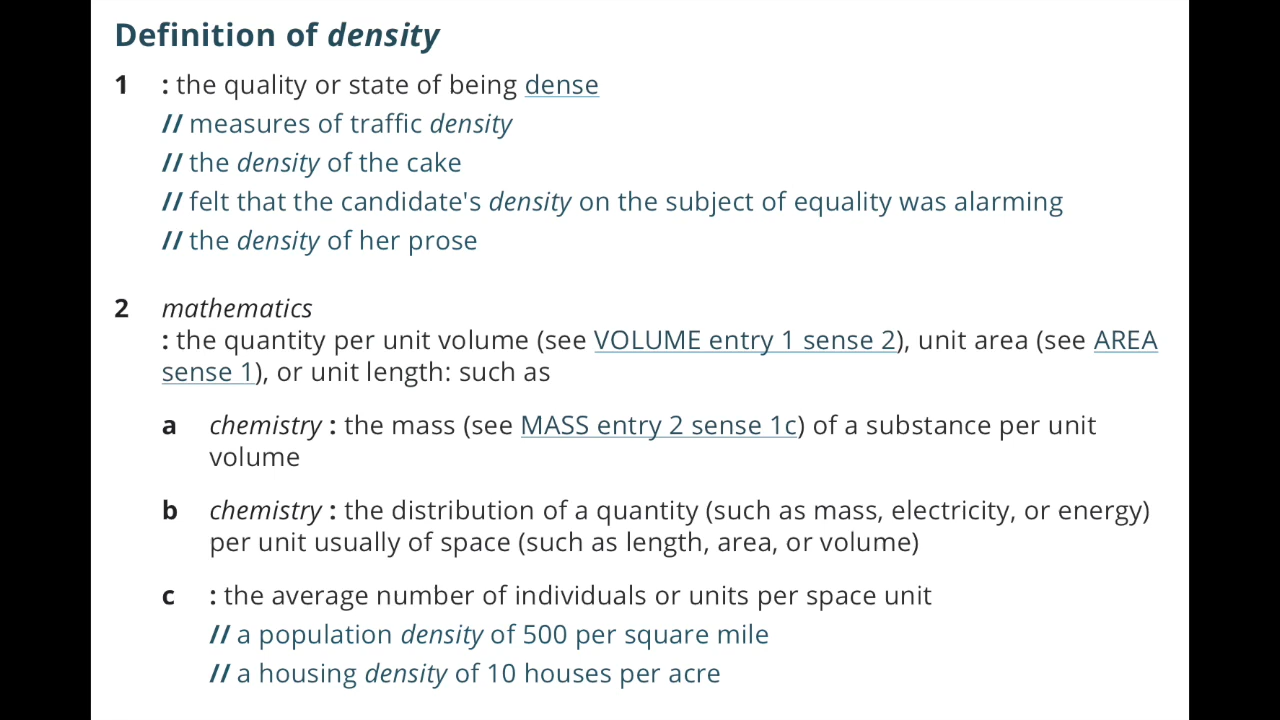 Definition of density
1 : the quality or state of being dense
// measures of traffic density
// the density of the cake
// felt that the candidate's density on the subject of equality was alarming
// the density of her prose
2 mathematics
: the quantity per unit volume (see VOLUME entry 1 sense 2), unit area (see AREA
sense 1), or unit length: such as
a chemistry : the mass (see MASS entry 2 sense 1c) of a substance per unit
volume
b chemistry : the distribution of a quantity (such as mass, electricity, or energy)
per unit usually of space (such as length, area, or volume)
c : the average number of individuals or units per space unit
// a population density of 500 per square mile
// a housing density of 10 houses per acre